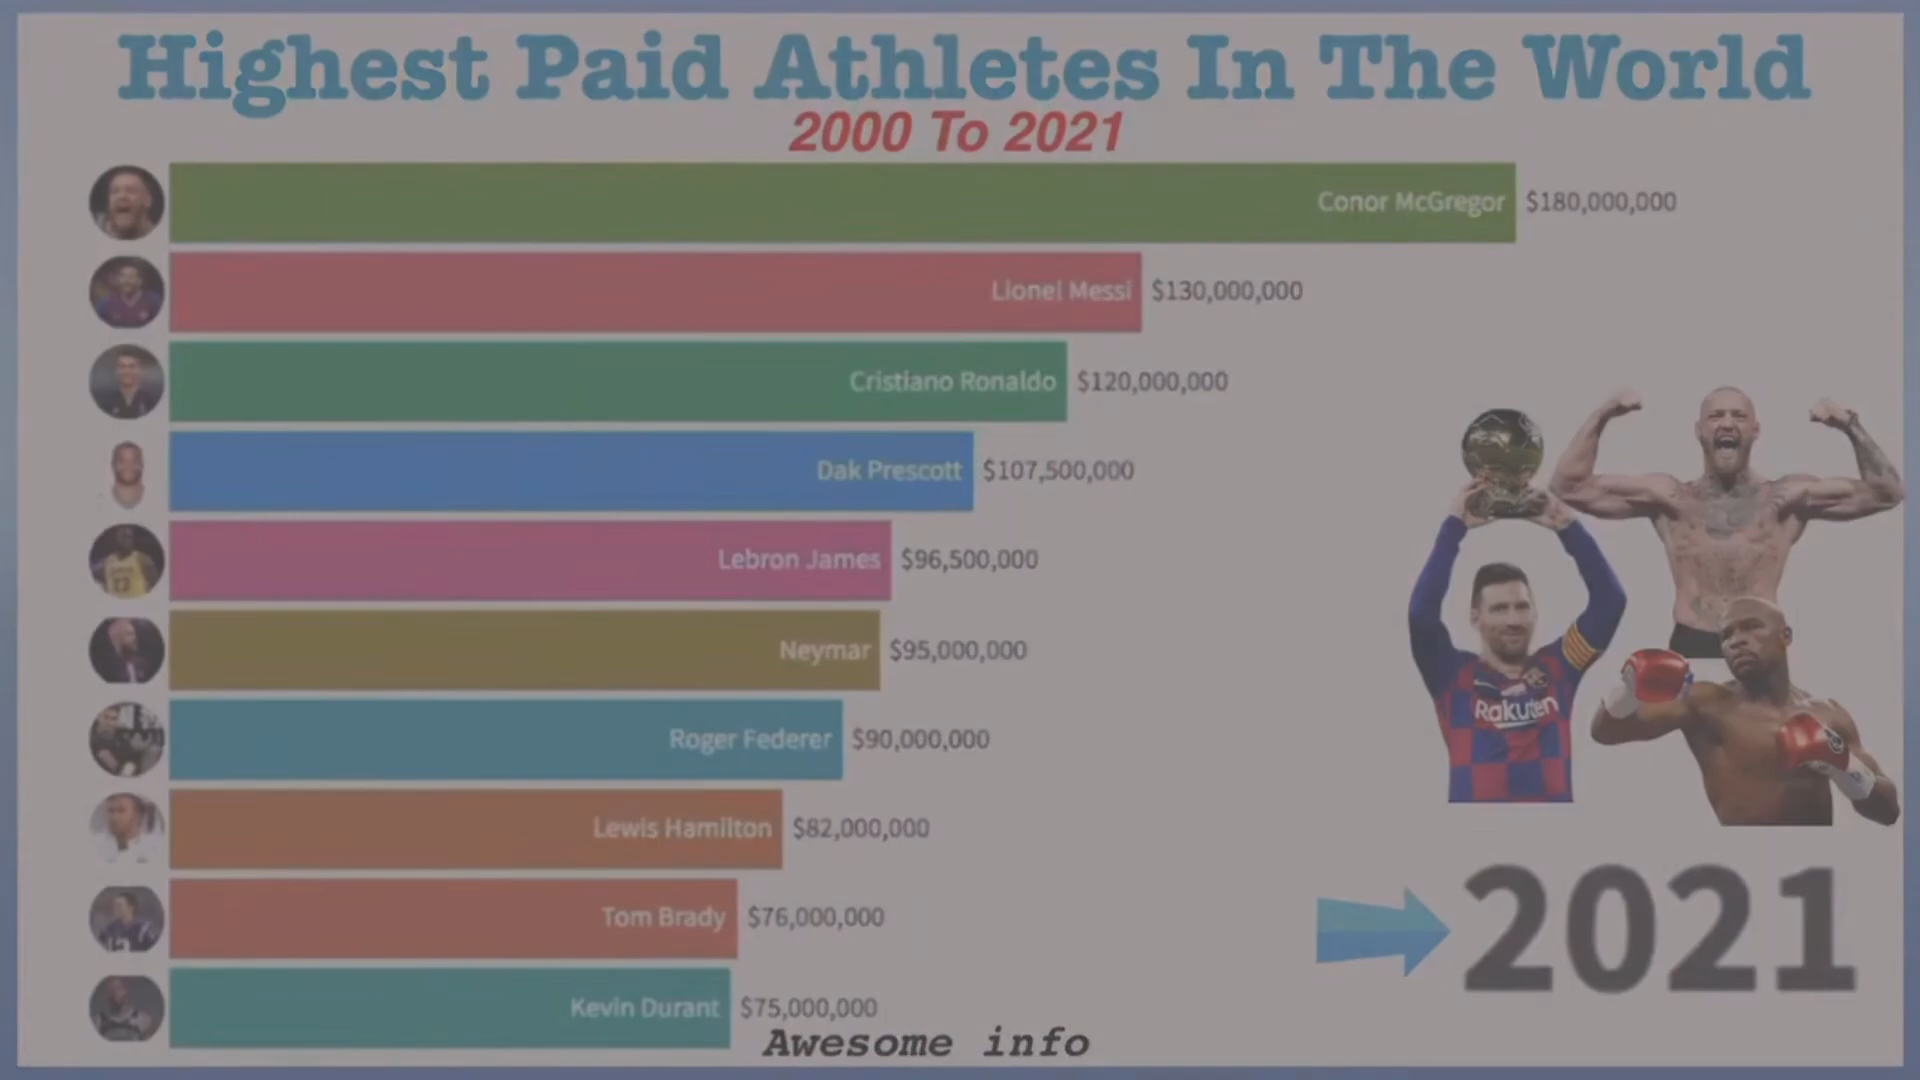 Highest Paid Athletes In The World
2000 To 2021
Conor McGregor $180,000,000
Lionel Messi $130,000,000
Cristiano Ronaldo $120,000,000
Dak Prescott $107,500,000
Lebron James $96,500,000
Neymar $95,000,000
Roger Federer $90,000,000
Rakuten
Lewis Hamilton $82,000,000
Tom Brady $76,000,000
2021
Kevin Durant $75,000,000
Awesome info